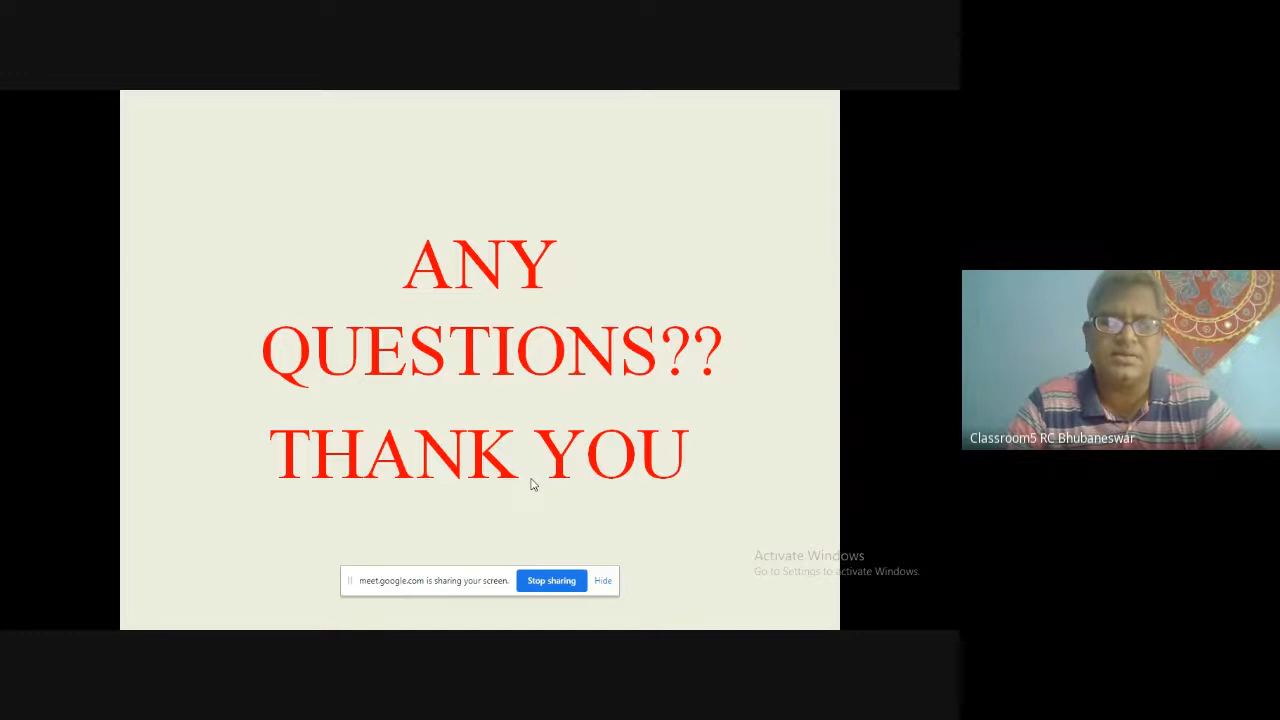 ANY
QUESTIONS??
THANK YOU
Classroom5 RC Bhubaneswar
Activate Windows
Go to Settings to activate Windows.
meet.google.com is sharing your screen.
Stop sharing
Hide